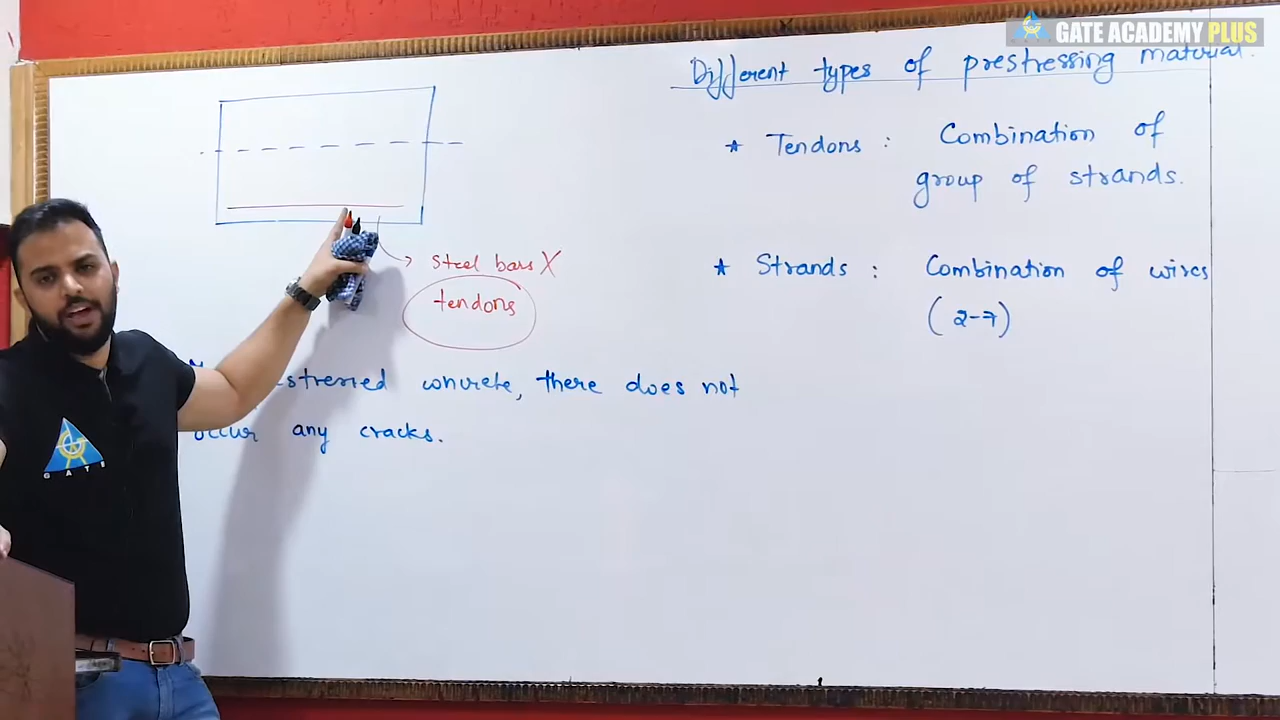 GATE ACADEMY PLUS
Different types of prestressing material.
* Tendons : Combination of
group of strands.
* Strands : Combination of wires
(2-7)
steel bars X
tendons
concrete, there does not
occur any cracks.
GATE